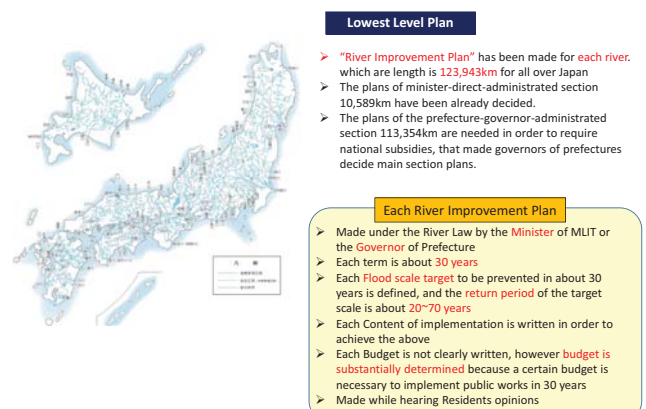 Lowest Level Plan
➢ “River Improvement Plan” has been made for each river.
which are length is 123,943km for all over Japan
➢ The plans of minister-direct-administrated section
10,589km have been already decided.
➢ The plans of the prefecture-governor-administrated
section 113,354km are needed in order to require
national subsidies, that made governors of prefectures
decide main section plans.
Each River Improvement Plan
➢ Made under the River Law by the Minister of MLIT or
the Governor of Prefecture
➢ Each term is about 30 years
➢ Each Flood scale target to be prevented in about 30
years is defined, and the return period of the target
scale is about 20~70 years
➢ Each Content of implementation is written in order to
achieve the above
➢ Each Budget is not clearly written, however budget is
substantially determined because a certain budget is
necessary to implement public works in 30 years
➢ Made while hearing Residents opinions
凡 例